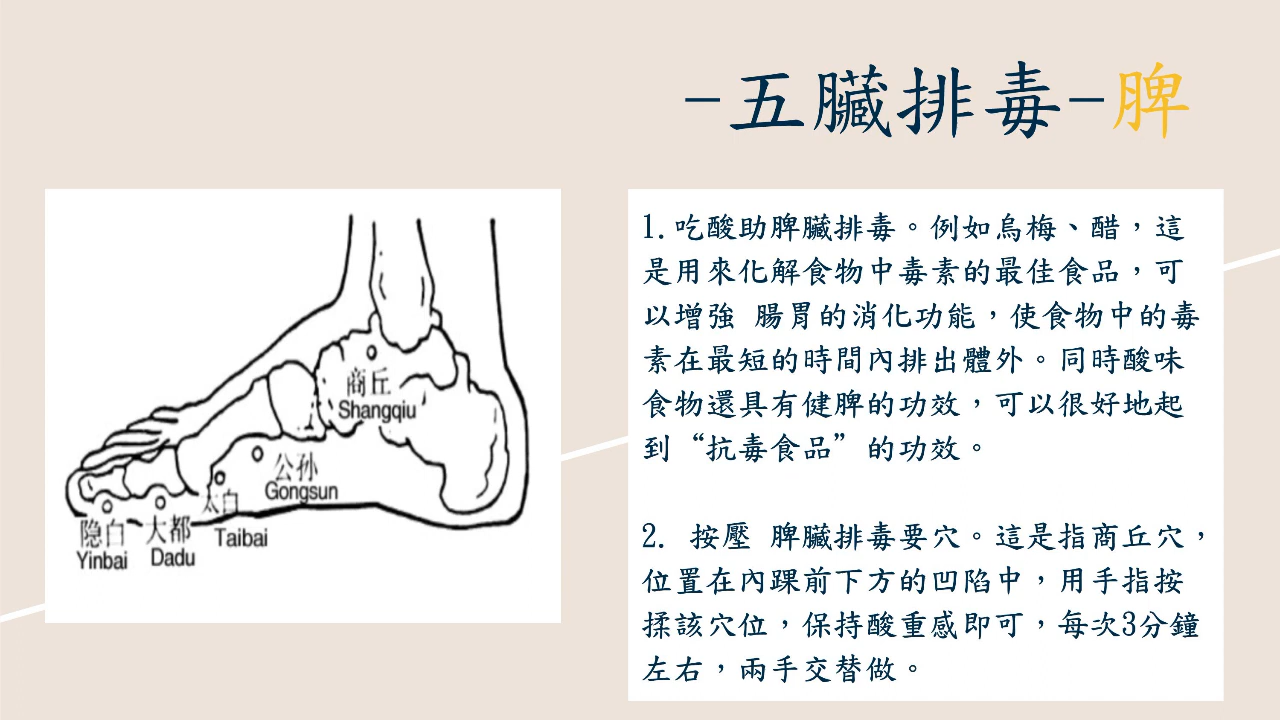 -五臟排毒-脾
商丘
Shangqiu
公孙
Gongsun
太白
Taibai
大都
Dadu
隐白
Yinbai
1.吃酸助脾臟排毒。例如烏梅、醋，這
是用來化解食物中毒素的最佳食品，可
以增強 腸胃的消化功能，使食物中的毒
素在最短的時間內排出體外。同時酸味
食物還具有健脾的功效，可以很好地起
到“抗毒食品”的功效。
2. 按壓 脾臟排毒要穴。這是指商丘穴，
位置在內踝前下方的凹陷中，用手指按
揉該穴位，保持酸重感即可，每次3分鐘
左右，兩手交替做。